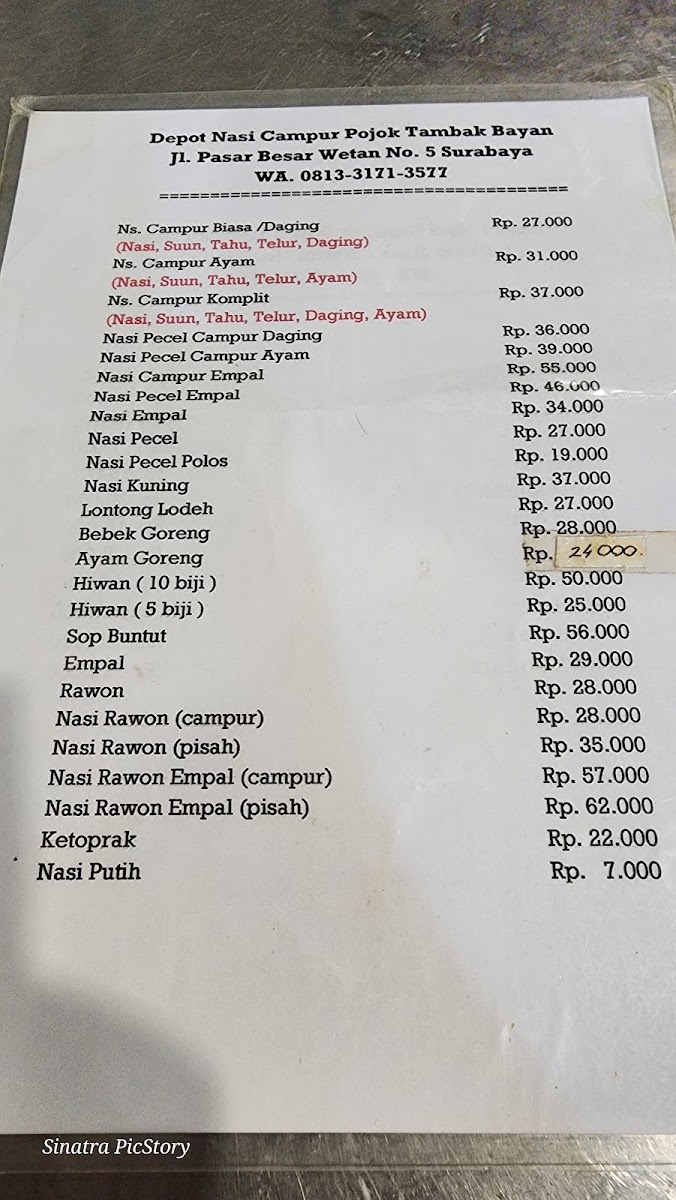 Depot Nasi Campur Pojok Tambak Bayan
Jl. Pasar Besar Wetan No. 5 Surabaya
WA. 0813-3171-3577
========================================
Ns. Campur Biasa /Daging Rp. 27.000
(Nasi, Suun, Tahu, Telur, Daging)
Ns. Campur Ayam Rp. 31.000
(Nasi, Suun, Tahu, Telur, Ayam)
Ns. Campur Komplit Rp. 37.000
(Nasi, Suun, Tahu, Telur, Daging, Ayam)
Nasi Pecel Campur Daging Rp. 36.000
Nasi Pecel Campur Ayam Rp. 39.000
Nasi Campur Empal Rp. 55.000
Nasi Pecel Empal Rp. 46.000
Nasi Empal Rp. 34.000
Nasi Pecel Rp. 27.000
Nasi Pecel Polos Rp. 19.000
Nasi Kuning Rp. 37.000
Lontong Lodeh Rp. 27.000
Bebek Goreng Rp. 28.000
Ayam Goreng Rp. 24000.
Hiwan ( 10 biji ) Rp. 50.000
Hiwan ( 5 biji ) Rp. 25.000
Sop Buntut Rp. 56.000
Empal Rp. 29.000
Rawon Rp. 28.000
Nasi Rawon (campur) Rp. 28.000
Nasi Rawon (pisah) Rp. 35.000
Nasi Rawon Empal (campur) Rp. 57.000
Nasi Rawon Empal (pisah) Rp. 62.000
Ketoprak Rp. 22.000
Nasi Putih Rp. 7.000
Sinatra PicStory